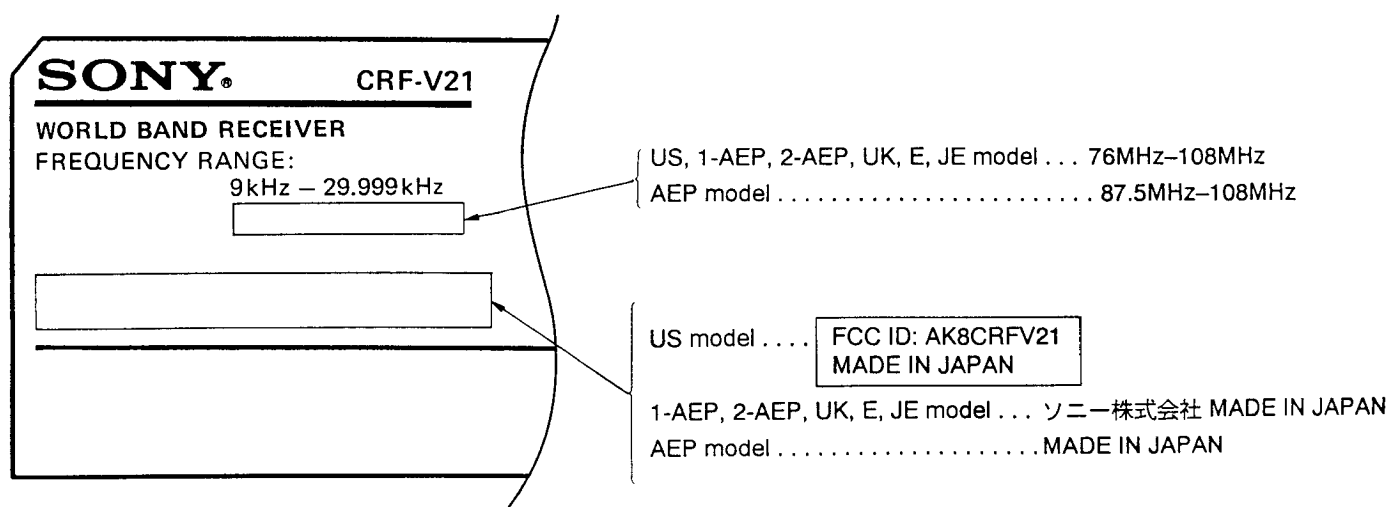 SONY®
CRF-V21
WORLD BAND RECEIVER
FREQUENCY RANGE:
9kHz – 29.999kHz
US, 1-AEP, 2-AEP, UK, E, JE model . . . 76MHz–108MHz
AEP model . . . . . . . . . . . . . . . . . . . . . . . . 87.5MHz–108MHz
US model . . . . FCC ID: AK8CRFV21
MADE IN JAPAN
1-AEP, 2-AEP, UK, E, JE model . . . ソニー株式会社 MADE IN JAPAN
AEP model . . . . . . . . . . . . . . . . . . . . MADE IN JAPAN